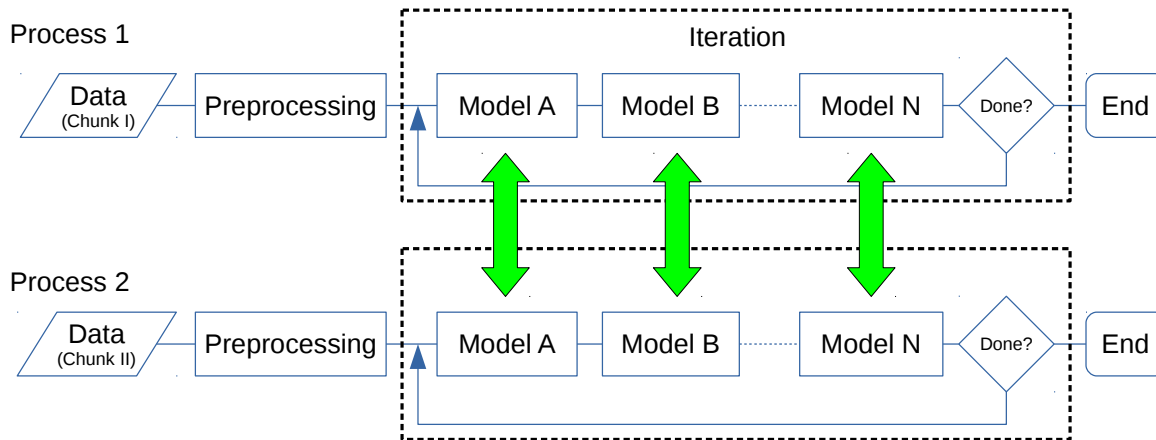 Process 1
Iteration
Data
(Chunk I)
Preprocessing
Model A
Model B
Model N
Done?
End
Process 2
Data
(Chunk II)
Preprocessing
Model A
Model B
Model N
Done?
End